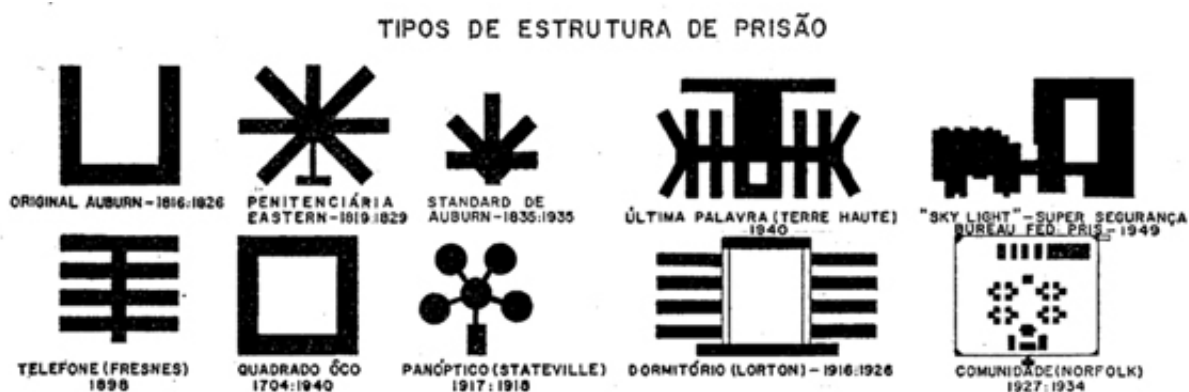 TIPOS DE ESTRUTURA DE PRISÃO
ORIGINAL AUBURN-1816:1826
PENITENCIÁRIA
EASTERN-1819:1829
STANDARD DE
AUBURN-1835:1935
ÚLTIMA PALAVRA (TERRE HAUTE)
1940
"SKY LIGHT"-SUPER SEGURANÇA
BUREAU FED. PRIS-1949
TELEFONE (FRESNES)
1898
QUADRADO ÔCO
1704:1940
PANÓPTICO (STATEVILLE)
1917:1918
DORMITÓRIO (LORTON)-1916:1926
COMUNIDADE (NORFOLK)
1927:1934